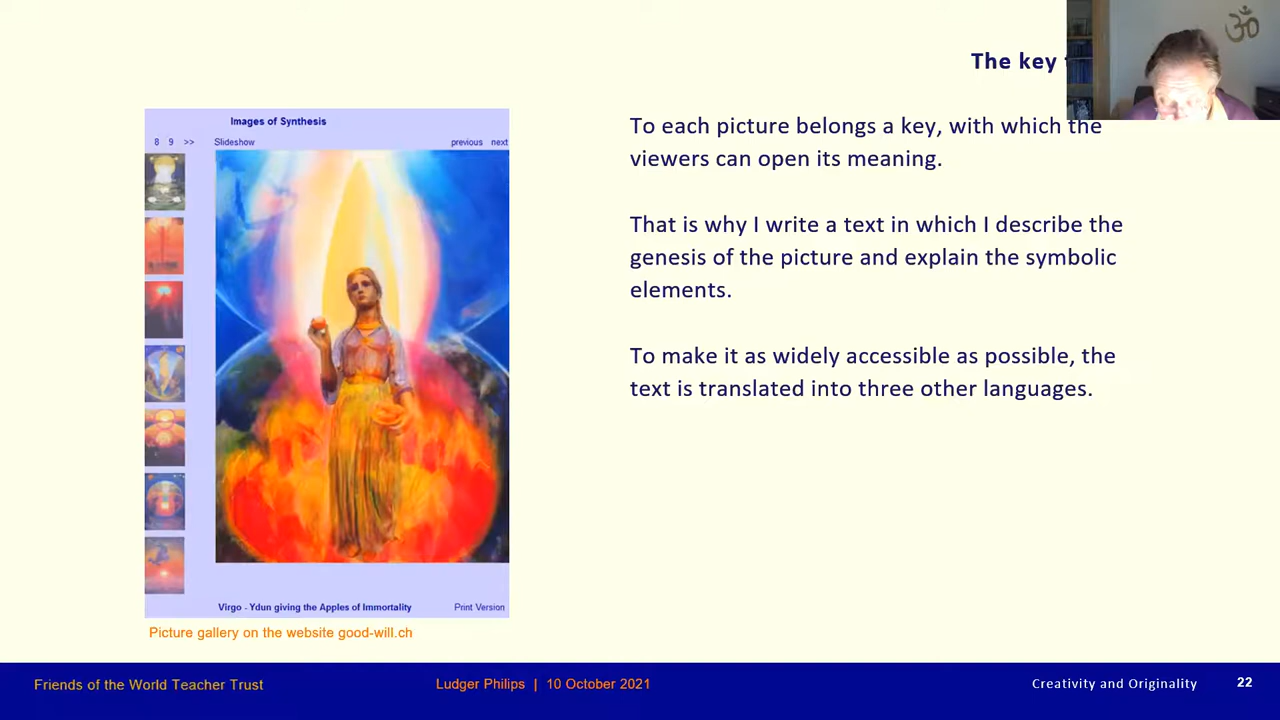 The key
To each picture belongs a key, with which the
viewers can open its meaning.
That is why I write a text in which I describe the
genesis of the picture and explain the symbolic
elements.
To make it as widely accessible as possible, the
text is translated into three other languages.
Images of Synthesis
8 9 >> Slideshow previous next
Virgo - Ydun giving the Apples of Immortality Print Version
Picture gallery on the website good-will.ch
Friends of the World Teacher Trust Ludger Philips | 10 October 2021 Creativity and Originality 22
ॐ